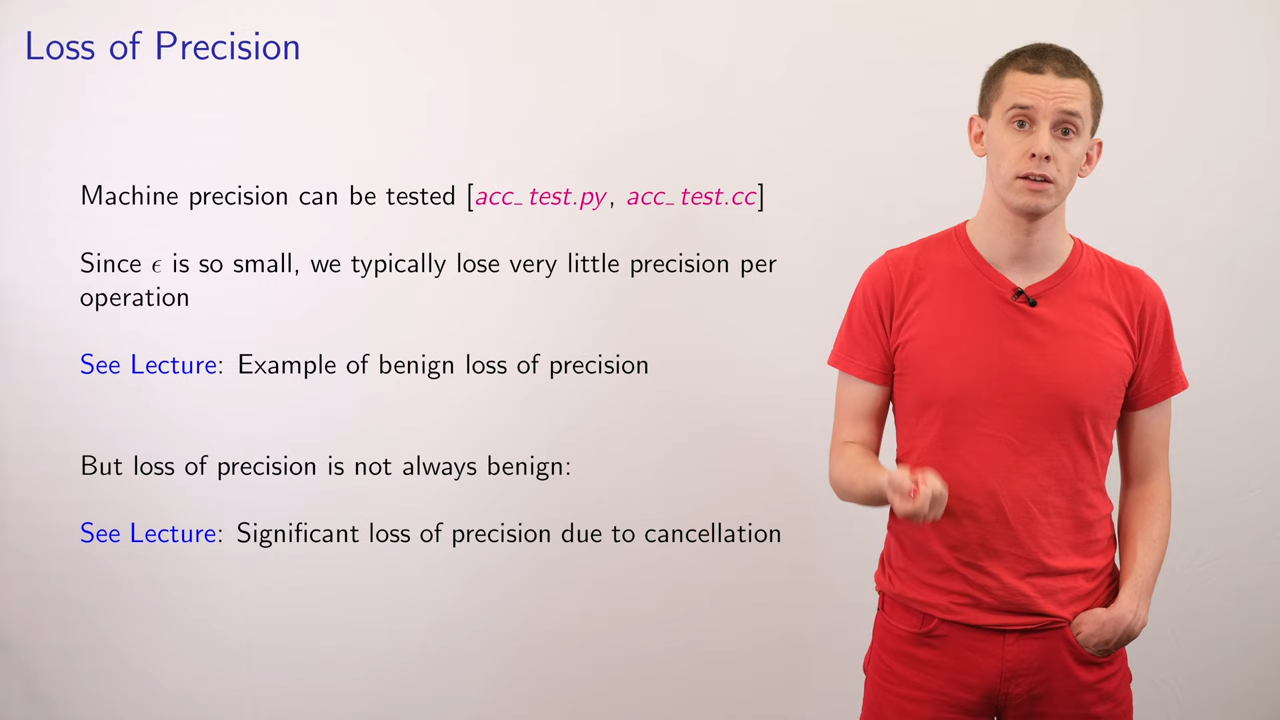 Loss of Precision
Machine precision can be tested [acc_test.py, acc_test.cc]
Since ϵ is so small, we typically lose very little precision per
operation
See Lecture: Example of benign loss of precision
But loss of precision is not always benign:
See Lecture: Significant loss of precision due to cancellation